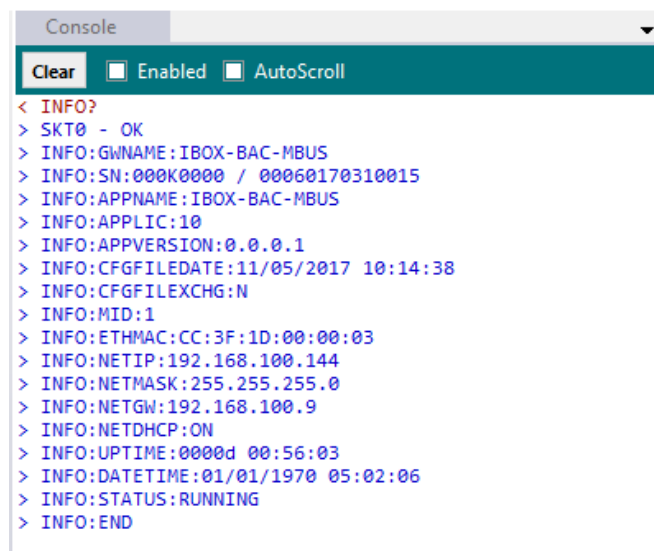 Console
Clear Enabled AutoScroll
< INFO?
> SKT0 - OK
> INFO:GWNAME:IBOX-BAC-MBUS
> INFO:SN:000K0000 / 00060170310015
> INFO:APPNAME:IBOX-BAC-MBUS
> INFO:APPLIC:10
> INFO:APPVERSION:0.0.0.1
> INFO:CFGFILEDATE:11/05/2017 10:14:38
> INFO:CFGFILEXCHG:N
> INFO:MID:1
> INFO:ETHMAC:CC:3F:1D:00:00:03
> INFO:NETIP:192.168.100.144
> INFO:NETMASK:255.255.255.0
> INFO:NETGW:192.168.100.9
> INFO:NETDHCP:ON
> INFO:UPTIME:0000d 00:56:03
> INFO:DATETIME:01/01/1970 05:02:06
> INFO:STATUS:RUNNING
> INFO:END